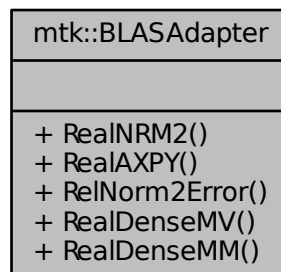 mtk::BLASAdapter
+ RealNRM2()
+ RealAXPY()
+ RelNorm2Error()
+ RealDenseMV()
+ RealDenseMM()